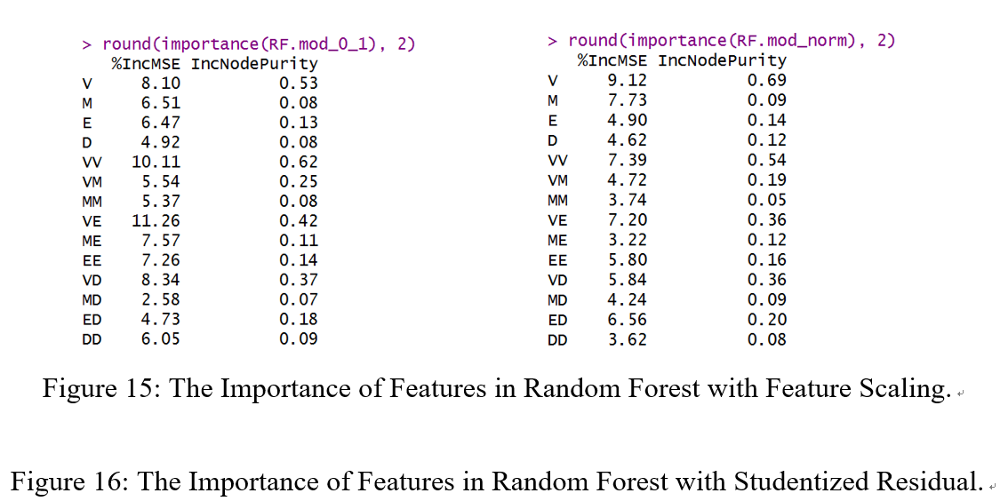 > round(importance(RF.mod_0_1), 2)
%IncMSE IncNodePurity
V 8.10 0.53
M 6.51 0.08
E 6.47 0.13
D 4.92 0.08
VV 10.11 0.62
VM 5.54 0.25
MM 5.37 0.08
VE 11.26 0.42
ME 7.57 0.11
EE 7.26 0.14
VD 8.34 0.37
MD 2.58 0.07
ED 4.73 0.18
DD 6.05 0.09
> round(importance(RF.mod_norm), 2)
%IncMSE IncNodePurity
V 9.12 0.69
M 7.73 0.09
E 4.90 0.14
D 4.62 0.12
VV 7.39 0.54
VM 4.72 0.19
MM 3.74 0.05
VE 7.20 0.36
ME 3.22 0.12
EE 5.80 0.16
VD 5.84 0.36
MD 4.24 0.09
ED 6.56 0.20
DD 3.62 0.08
Figure 15: The Importance of Features in Random Forest with Feature Scaling.
Figure 16: The Importance of Features in Random Forest with Studentized Residual.